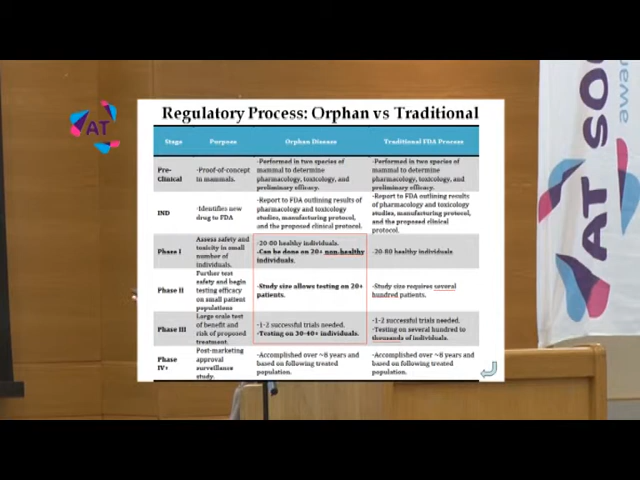 Regulatory Process: Orphan vs Traditional
AT
Stage Purpose Orphan Disease Traditional FDA Process
Pre-
Clinical
-Proof-of-concept
in mammals.
-Performed in two species of
mammal to determine
pharmacology, toxicology, and
preliminary efficacy.
-Performed in two species of
mammal to determine
pharmacology, toxicology, and
preliminary efficacy.
IND
-Identifies new
drug to FDA
-Report to FDA outlining results of
pharmacology and toxicology
studies, manufacturing protocol,
and the proposed clinical protocol.
-Report to FDA outlining results
of pharmacology and toxicology
studies, manufacturing protocol,
and the proposed clinical
protocol.
Phase I
Assess safety and
toxicity in small
number of
individuals.
-20-80 healthy individuals.
-Can be done on 20+ non-healthy
individuals.
-20-80 healthy individuals
Phase II
Further test
safety and begin
testing efficacy
on small patient
populations
-Study size allows testing on 20+
patients.
-Study size requires several
hundred patients.
Phase III
Large scale test
of benefit and
risk of proposed
treatment.
-1-2 successful trials needed.
-Testing on 30-40+ individuals.
-1-2 successful trials needed.
-Testing on several hundred to
thousands of individuals.
Phase
IV+
Post-marketing
approval
surveillance
study.
-Accomplished over ~8 years and
based on following treated
population.
-Accomplished over ~8 years and
based on following treated
population.
AT SOC
awar